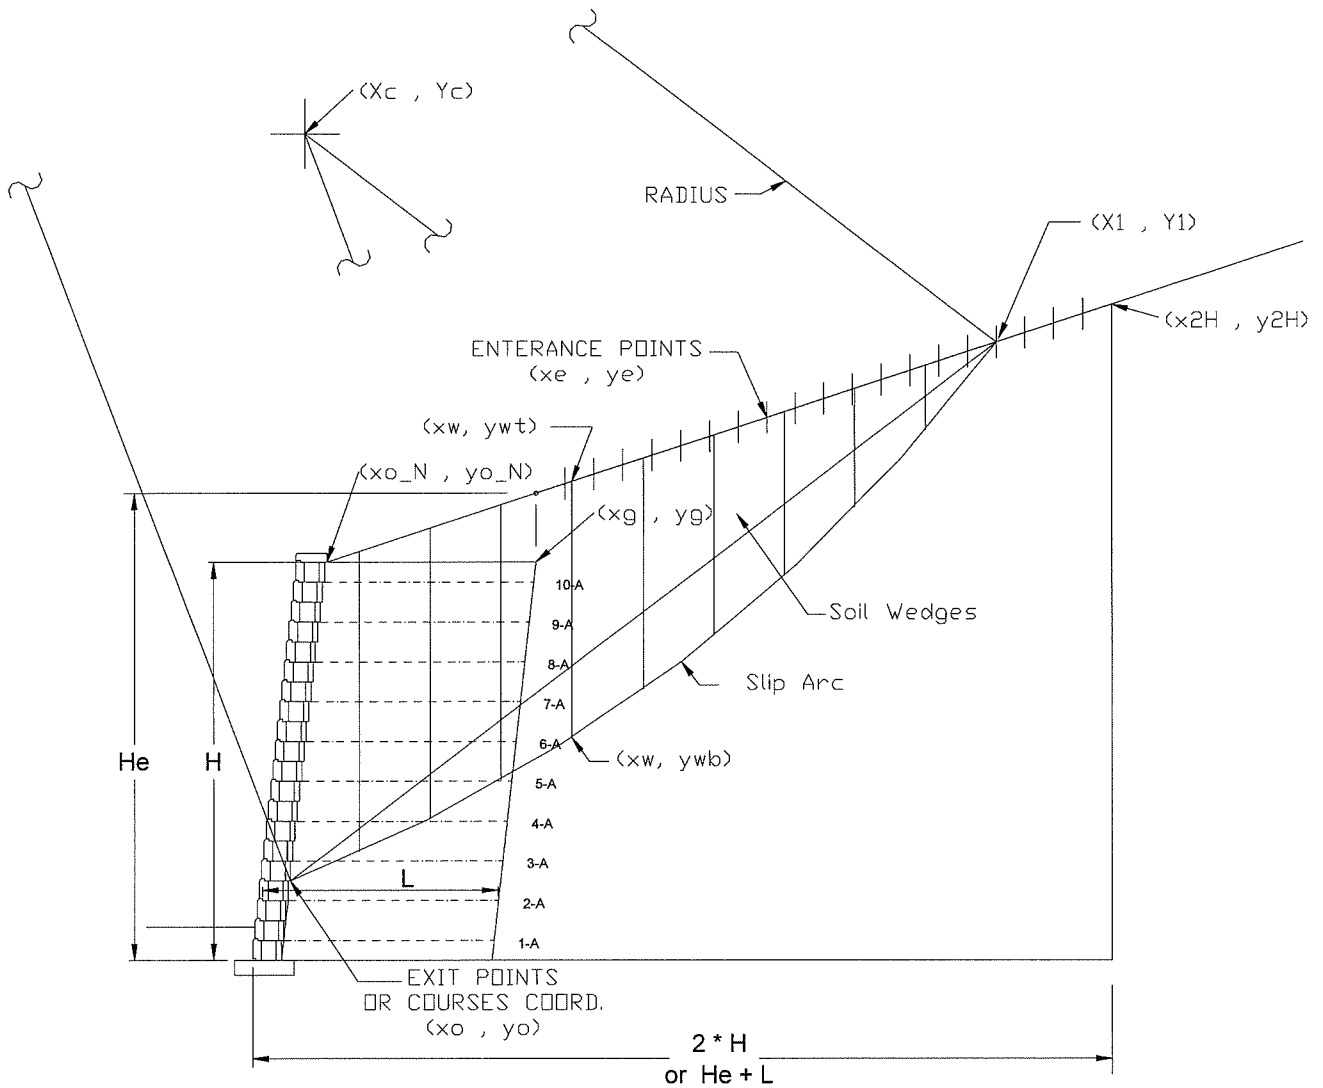 (Xc , Yc)
RADIUS
(X1 , Y1)
(x2H , y2H)
ENTERANCE POINTS
(xe , ye)
(xw, ywt)
(xo_N , yo_N)
(xg , yg)
10-A
9-A
8-A
7-A
6-A
5-A
4-A
3-A
2-A
1-A
Soil Wedges
Slip Arc
(xw, ywb)
He
H
L
EXIT POINTS
OR COURSES COORD.
(xo , yo)
2 * H
or He + L